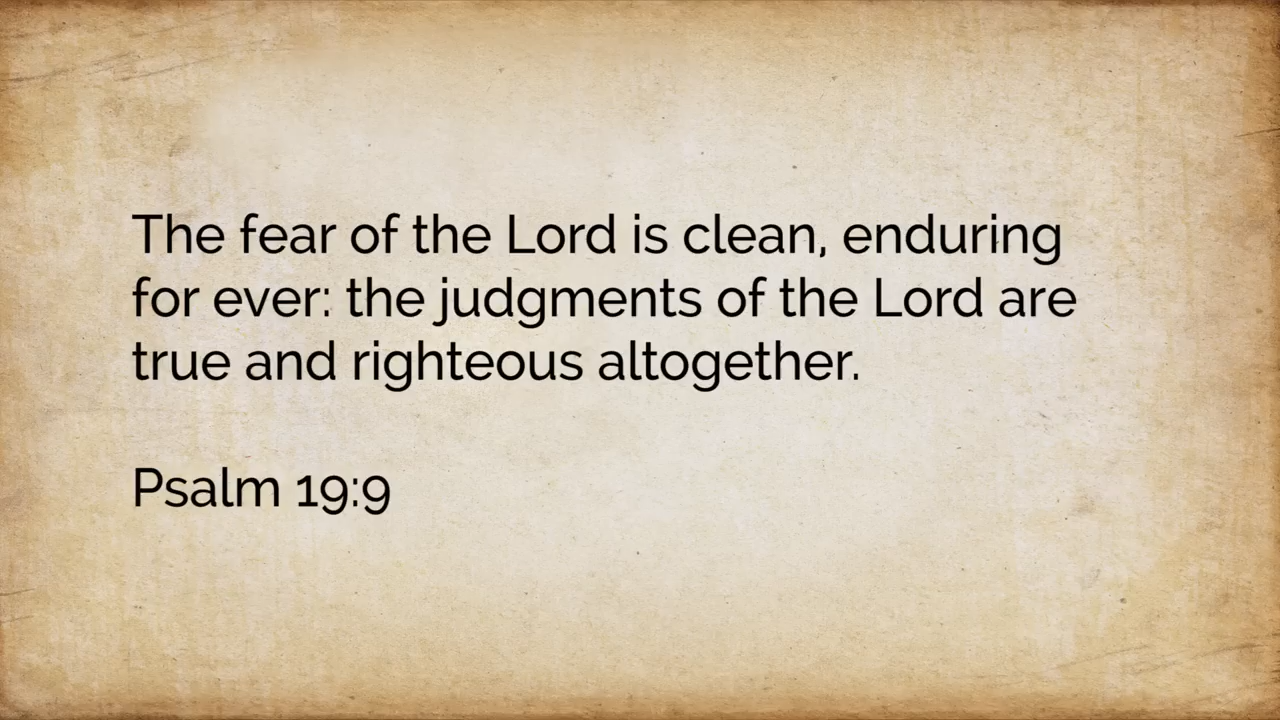 The fear of the Lord is clean, enduring
for ever: the judgments of the Lord are
true and righteous altogether.
Psalm 19:9